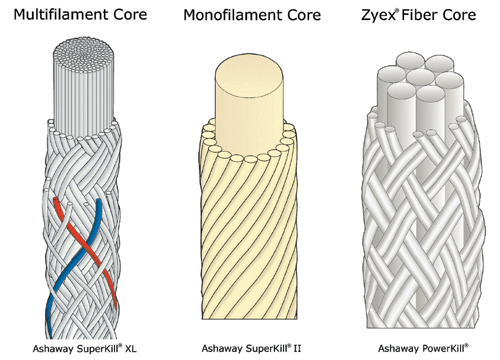 Multifilament Core
Monofilament Core
Zyex® Fiber Core
Ashaway SuperKill® XL
Ashaway SuperKill® II
Ashaway PowerKill®